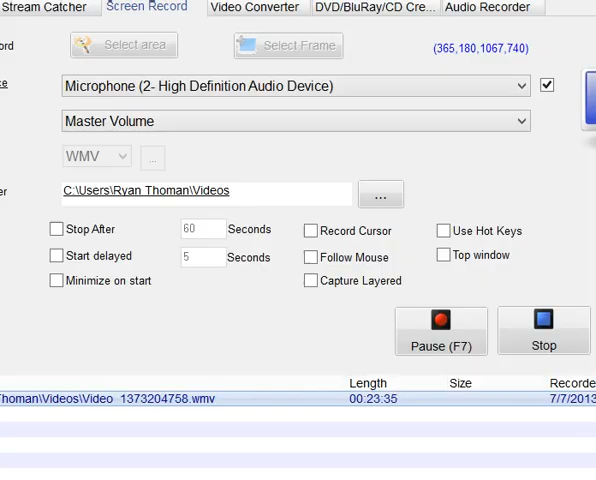 Stream Catcher Screen Record Video Converter DVD/BluRay/CD Cre... Audio Recorder
ord Select area Select Frame (365,180,1067,740)
ce Microphone (2- High Definition Audio Device)
Master Volume
WMV ...
er C:\Users\Ryan Thoman\Videos ...
Stop After 60 Seconds Record Cursor Use Hot Keys
Start delayed 5 Seconds Follow Mouse Top window
Minimize on start Capture Layered
Pause (F7) Stop
Length Size Recorde
Thoman\Videos\Video_1373204758.wmv 00:23:35 7/7/2013